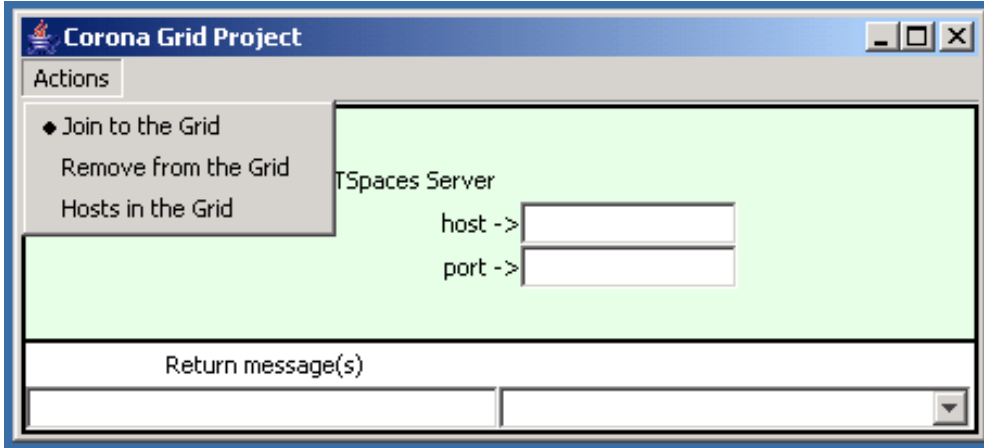 Corona Grid Project
Actions
Join to the Grid
Remove from the Grid
Hosts in the Grid
TSpaces Server
host ->
port ->
Return message(s)